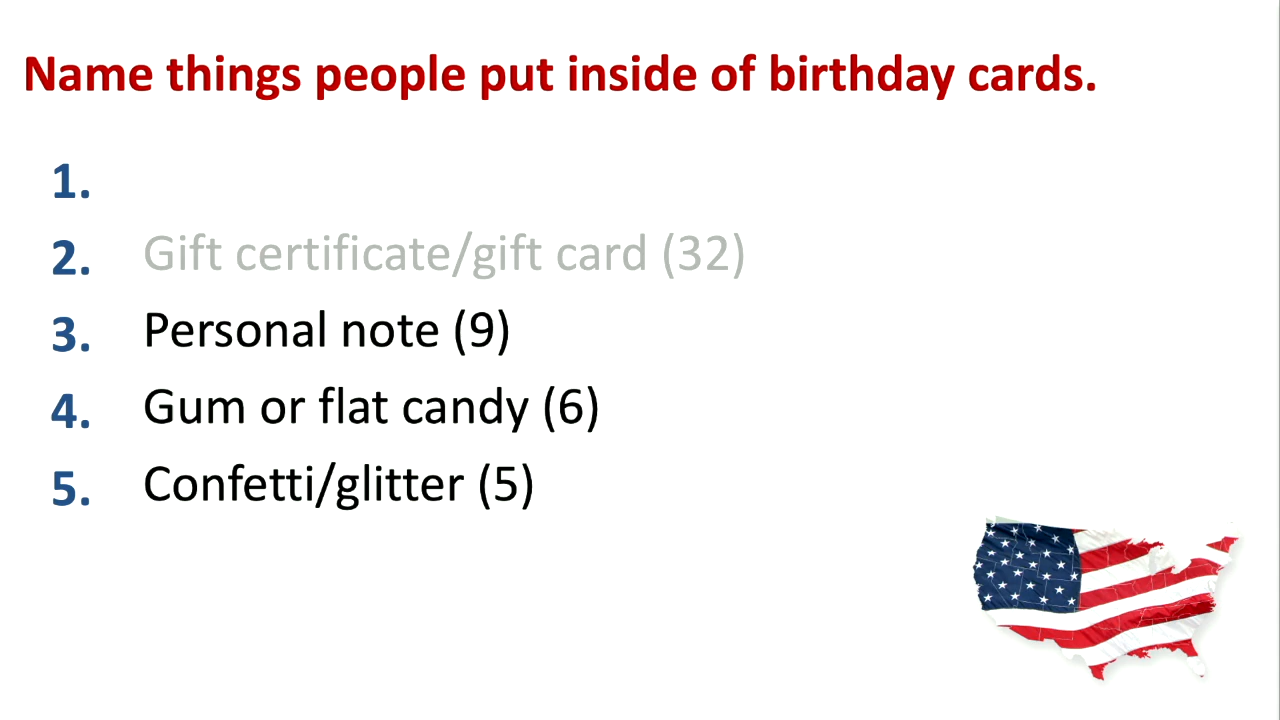 Name things people put inside of birthday cards.
1.
2. Gift certificate/gift card (32)
3. Personal note (9)
4. Gum or flat candy (6)
5. Confetti/glitter (5)